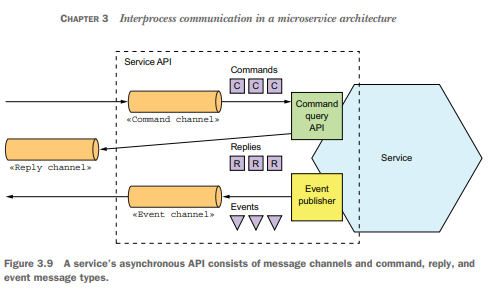 CHAPTER 3 Interprocess communication in a microservice architecture
Service API
Commands
C C C
«Command channel»
Command
query
API
Replies
R R R
«Reply channel»
Service
Event
publisher
«Event channel»
Events
Figure 3.9 A service's asynchronous API consists of message channels and command, reply, and
event message types.